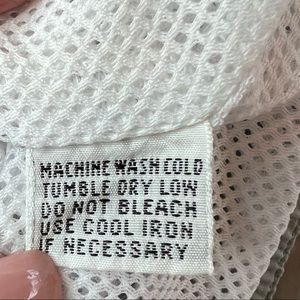 MACHINE WASH COLD
TUMBLE DRY LOW
DO NOT BLEACH
USE COOL IRON
IF NECESSARY